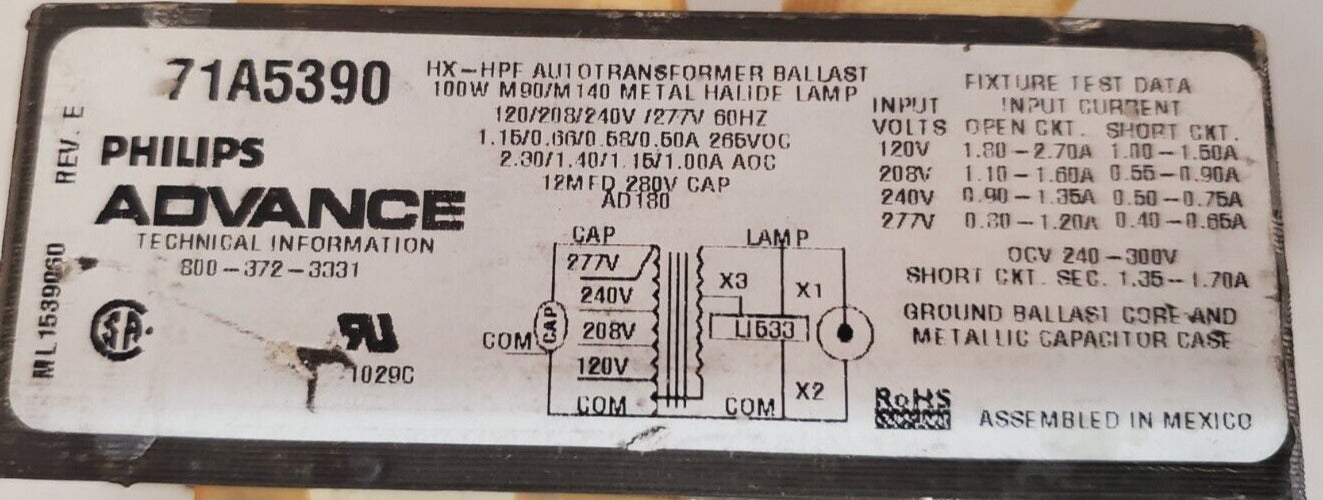 71A5390
REV. E
PHILIPS
ADVANCE
TECHNICAL INFORMATION
800-372-3331
ML1539060
SA
RU
1029C
HX-HPF AUTOTRANSFORMER BALLAST
100W M90/M140 METAL HALIDE LAMP
120/208/240V /277V 60HZ
1.15/0.66/0.58/0.50A 265VOC
2.30/1.40/1.15/1.00A AOC
12MFD 280V CAP
AD180
CAP
277V
240V
208V
120V
COM
COM
CAP
LAMP
X3
X1
LI533
X2
COM
FIXTURE TEST DATA
INPUT VOLTS
INPUT CURRENT
OPEN CKT. SHORT CKT.
120V 1.80-2.70A 1.00-1.50A
208V 1.10-1.60A 0.55-0.90A
240V 0.90-1.35A 0.50-0.75A
277V 0.80-1.20A 0.40-0.65A
OCV 240-300V
SHORT CKT. SEC. 1.35-1.70A
GROUND BALLAST CORE AND
METALLIC CAPACITOR CASE
RoHS
ASSEMBLED IN MEXICO